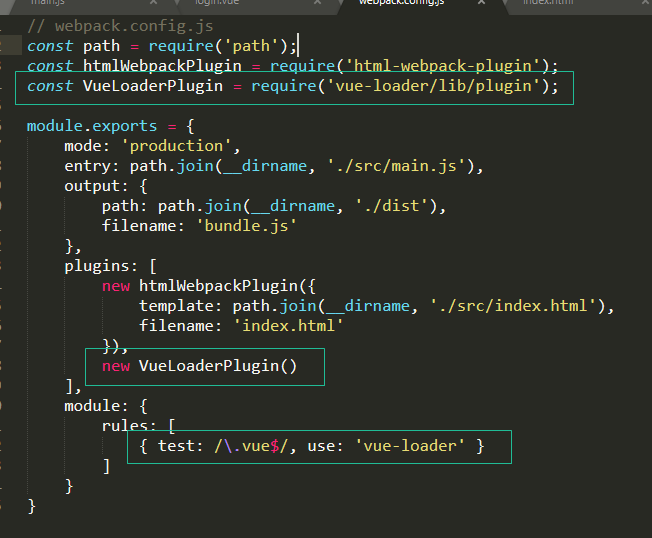 main.js × login.vue × webpack.config.js × index.html
// webpack.config.js
const path = require('path');
const htmlWebpackPlugin = require('html-webpack-plugin');
const VueLoaderPlugin = require('vue-loader/lib/plugin');
module.exports = {
mode: 'production',
entry: path.join(__dirname, './src/main.js'),
output: {
path: path.join(__dirname, './dist'),
filename: 'bundle.js'
},
plugins: [
new htmlWebpackPlugin({
template: path.join(__dirname, './src/index.html'),
filename: 'index.html'
}),
new VueLoaderPlugin()
],
module: {
rules: [
{ test: /\.vue$/, use: 'vue-loader' }
]
}
}